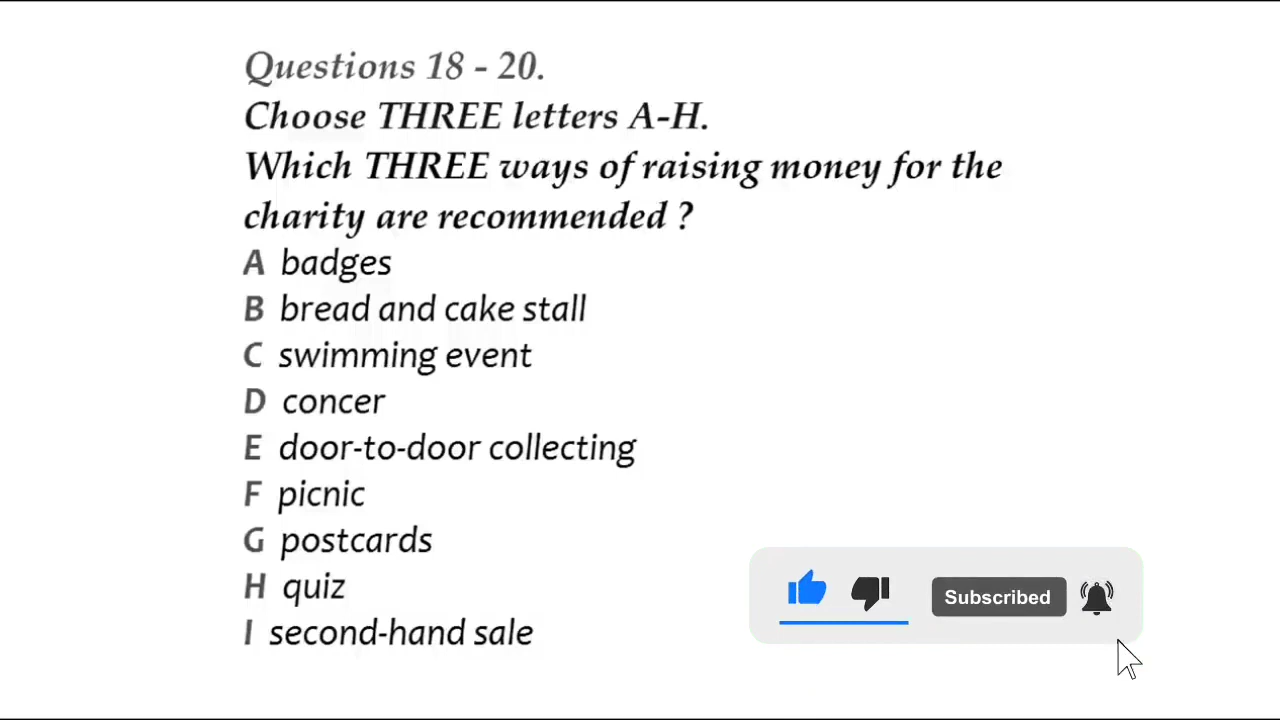 Questions 18 - 20.
Choose THREE letters A-H.
Which THREE ways of raising money for the
charity are recommended ?
A badges
B bread and cake stall
C swimming event
D concer
E door-to-door collecting
F picnic
G postcards
H quiz
I second-hand sale
Subscribed